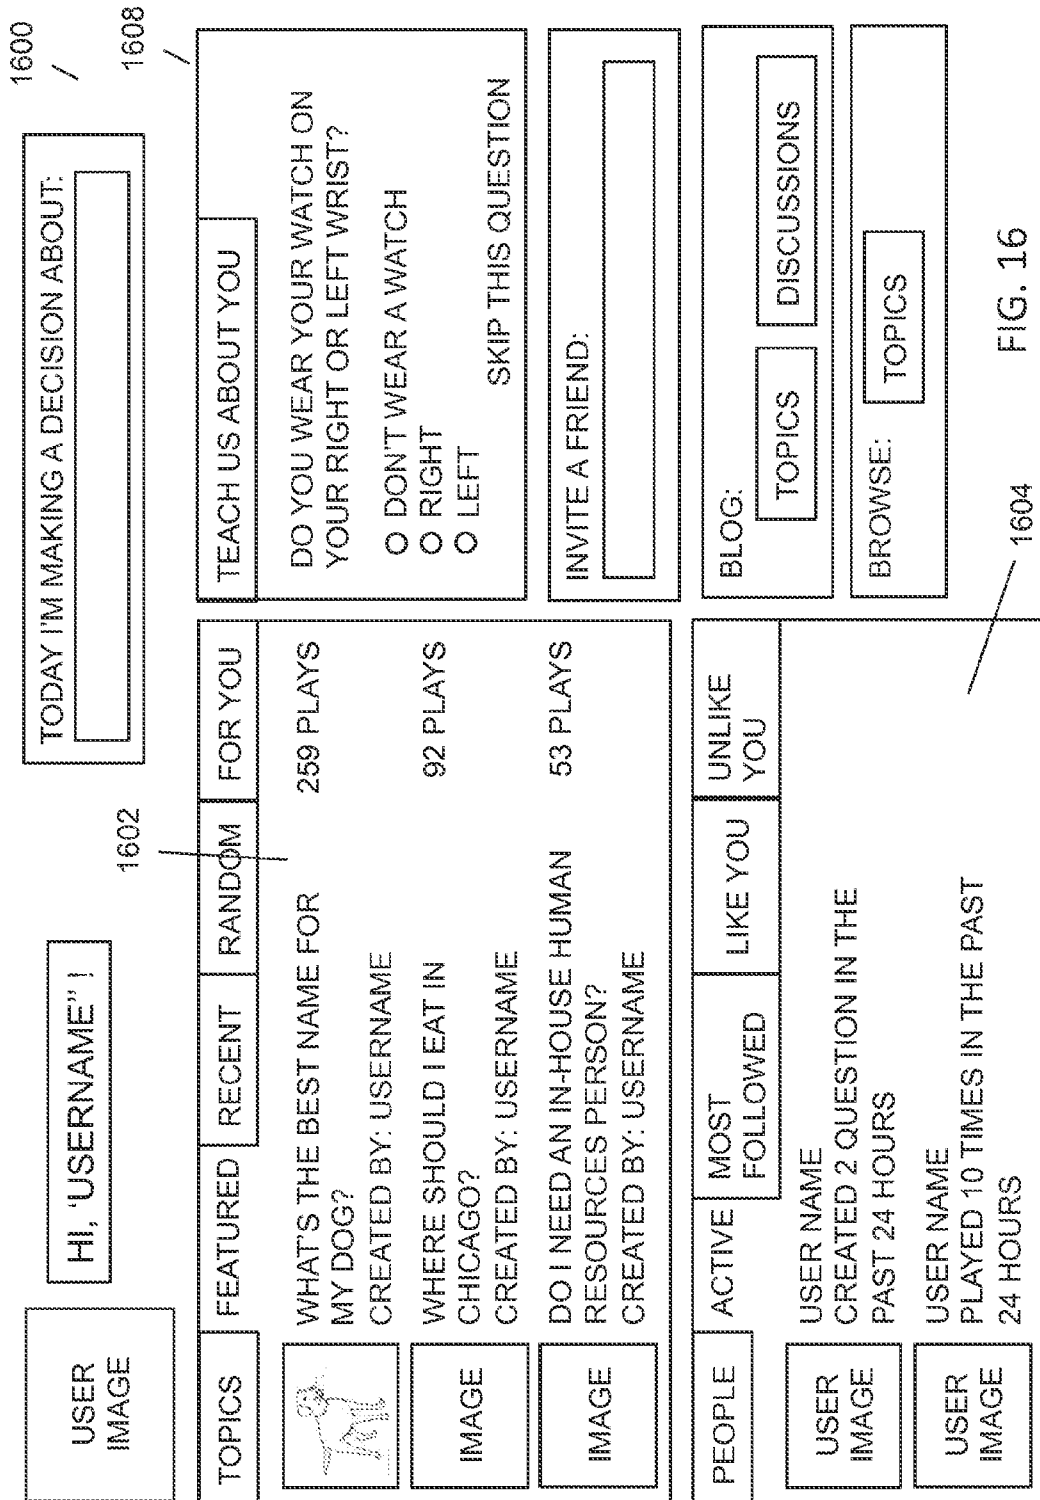 1600
USER
IMAGE
HI, 'USERNAME" !
TODAY I'M MAKING A DECISION ABOUT:
1602
1608
TOPICS
FEATURED
RECENT
RANDOM
FOR YOU
WHAT'S THE BEST NAME FOR
MY DOG?
CREATED BY: USERNAME
259 PLAYS
IMAGE
WHERE SHOULD I EAT IN
CHICAGO?
CREATED BY: USERNAME
92 PLAYS
IMAGE
DO I NEED AN IN-HOUSE HUMAN
RESOURCES PERSON?
CREATED BY: USERNAME
53 PLAYS
TEACH US ABOUT YOU
DO YOU WEAR YOUR WATCH ON
YOUR RIGHT OR LEFT WRIST?
DON'T WEAR A WATCH
RIGHT
LEFT
SKIP THIS QUESTION
INVITE A FRIEND:
BLOG:
TOPICS
DISCUSSIONS
BROWSE:
TOPICS
PEOPLE
ACTIVE
MOST
FOLLOWED
LIKE YOU
UNLIKE
YOU
USER
IMAGE
USER NAME
CREATED 2 QUESTION IN THE
PAST 24 HOURS
USER
IMAGE
USER NAME
PLAYED 10 TIMES IN THE PAST
24 HOURS
1604
FIG. 16